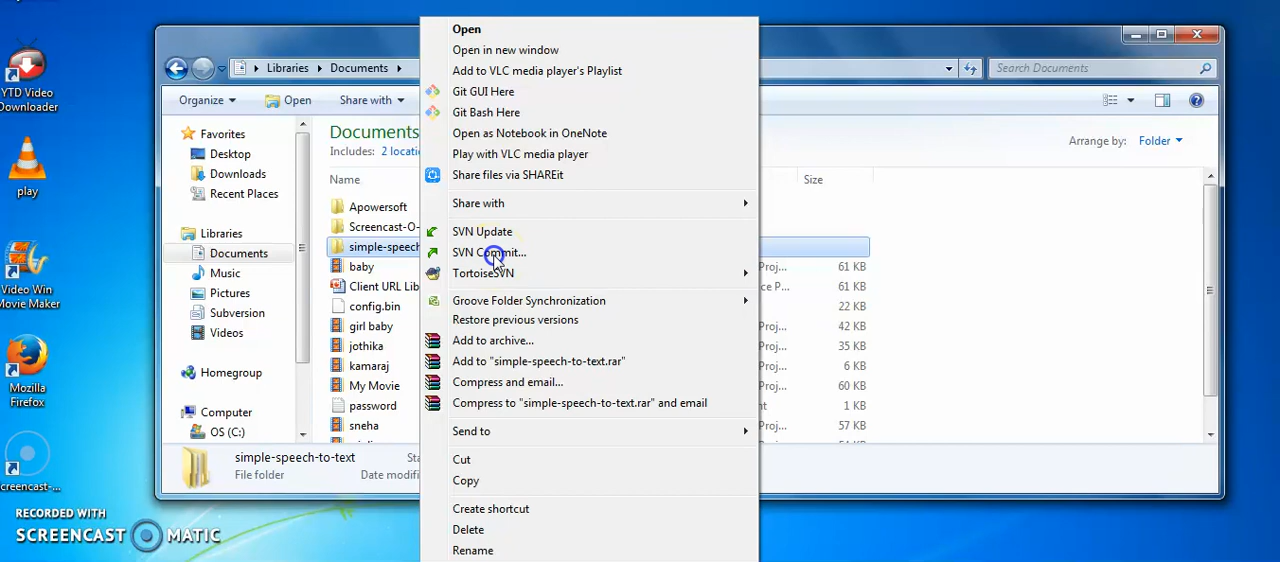 YTD Video
Downloader
play
Video Win
Movie Maker
Mozilla
Firefox
creencast-...
RECORDED WITH
SCREENCAST MATIC
Libraries Documents
Search Documents
Organize Open Share with
Favorites
Desktop
Downloads
Recent Places
Libraries
Documents
Music
Pictures
Subversion
Videos
Homegroup
Computer
OS (C:)
Documents
Includes: 2 locati
Arrange by: Folder
Name
Size
Apowersoft
Screencast-O-
simple-speech
baby
Proj... 61 KB
Client URL Lib
ce P... 61 KB
config.bin
22 KB
girl baby
Proj... 42 KB
jothika
Proj... 35 KB
kamaraj
Proj... 6 KB
My Movie
Proj... 60 KB
password
nt 1 KB
sneha
Proj... 57 KB
simple-speech-to-text
File folder
Date modifi
Open
Open in new window
Add to VLC media player's Playlist
Git GUI Here
Git Bash Here
Open as Notebook in OneNote
Play with VLC media player
Share files via SHAREit
Share with
SVN Update
SVN Commit...
TortoiseSVN
Groove Folder Synchronization
Restore previous versions
Add to archive...
Add to "simple-speech-to-text.rar"
Compress and email...
Compress to "simple-speech-to-text.rar" and email
Send to
Cut
Copy
Create shortcut
Delete
Rename